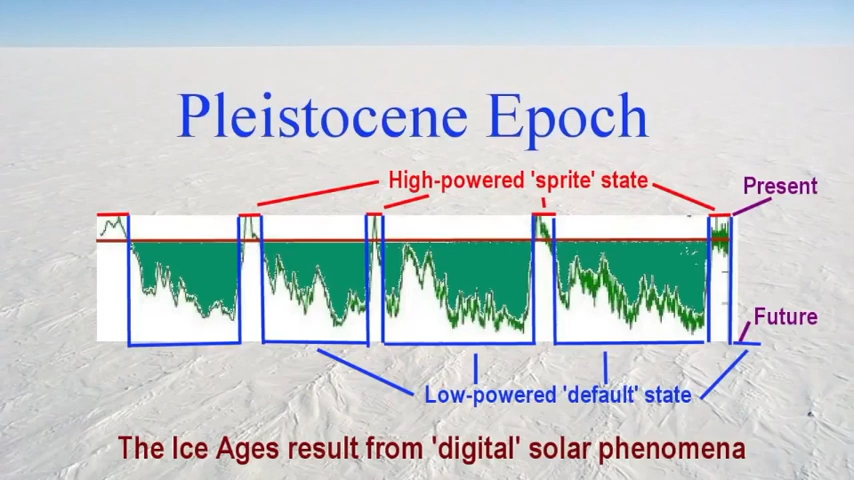 Pleistocene Epoch
High-powered 'sprite' state
Present
Future
Low-powered 'default' state
The Ice Ages result from 'digital' solar phenomena